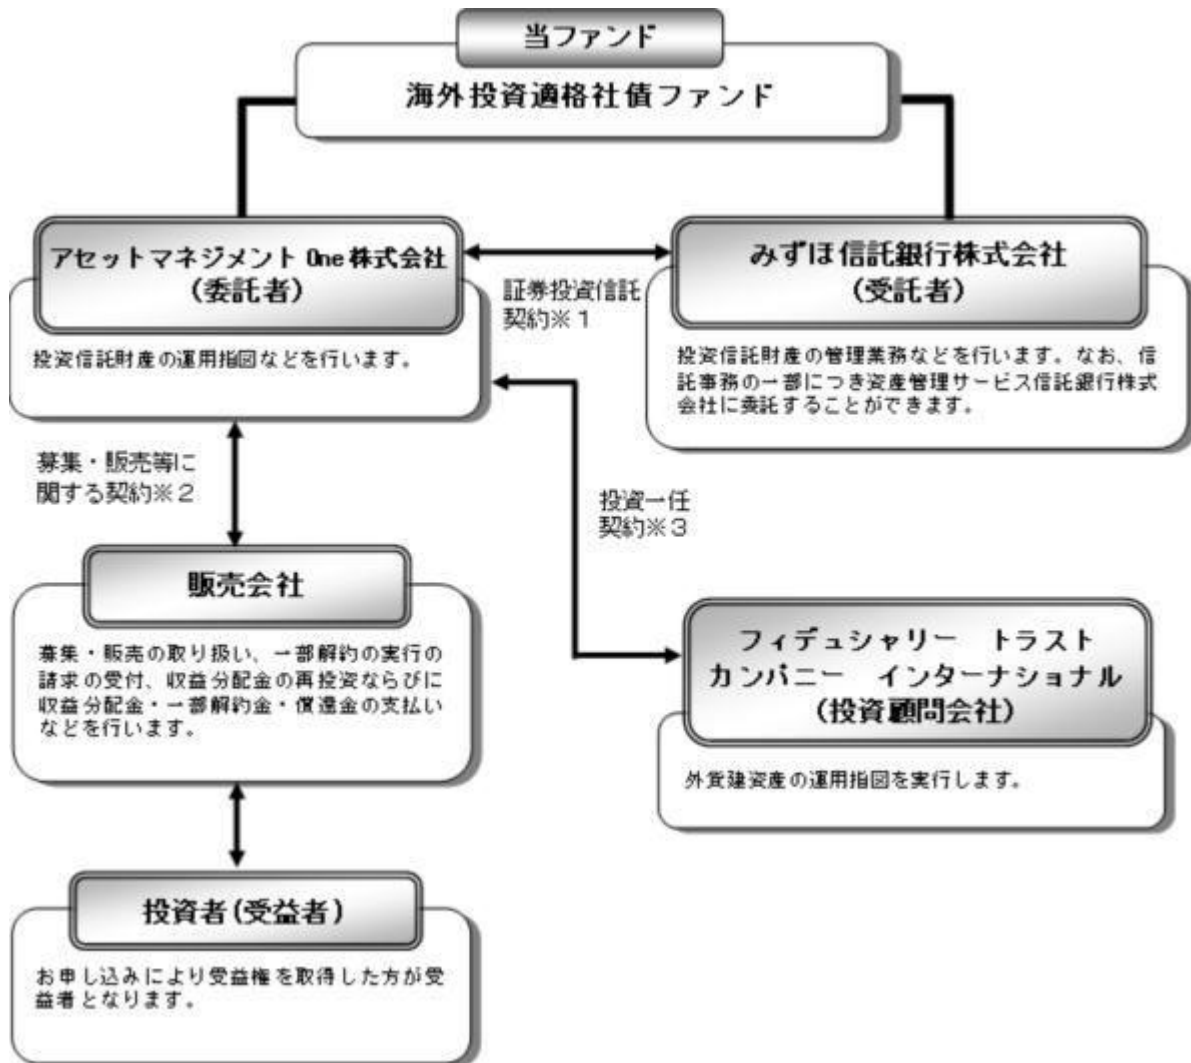 当ファンド
海外投資適格社債ファンド
アセットマネジメント One 株式会社
(委託者)
投資信託財産の運用指図などを行います。
証券投資信託
契約※1
みずほ信託銀行株式会社
(受託者)
投資信託財産の管理業務などを行います。なお、信
託事務の一部につき資産管理サービス信託銀行株式
会社に委託することができます。
募集・販売等に
関する契約※2
投資一任
契約※3
販売会社
募集・販売の取り扱い、一部解約の実行の
請求の受付、収益分配金の再投資ならびに
収益分配金・一部解約金・償還金の支払い
などを行います。
フィデュシャリー トラスト
カンパニー インターナショナル
(投資顧問会社)
外貨建資産の運用指図を実行します。
投資者(受益者)
お申し込みにより受益権を取得した方が受
益者となります。